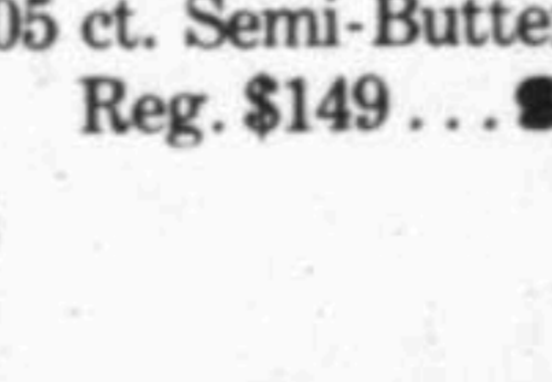 05 ct. Semi-Butte
Reg. $149 . . .